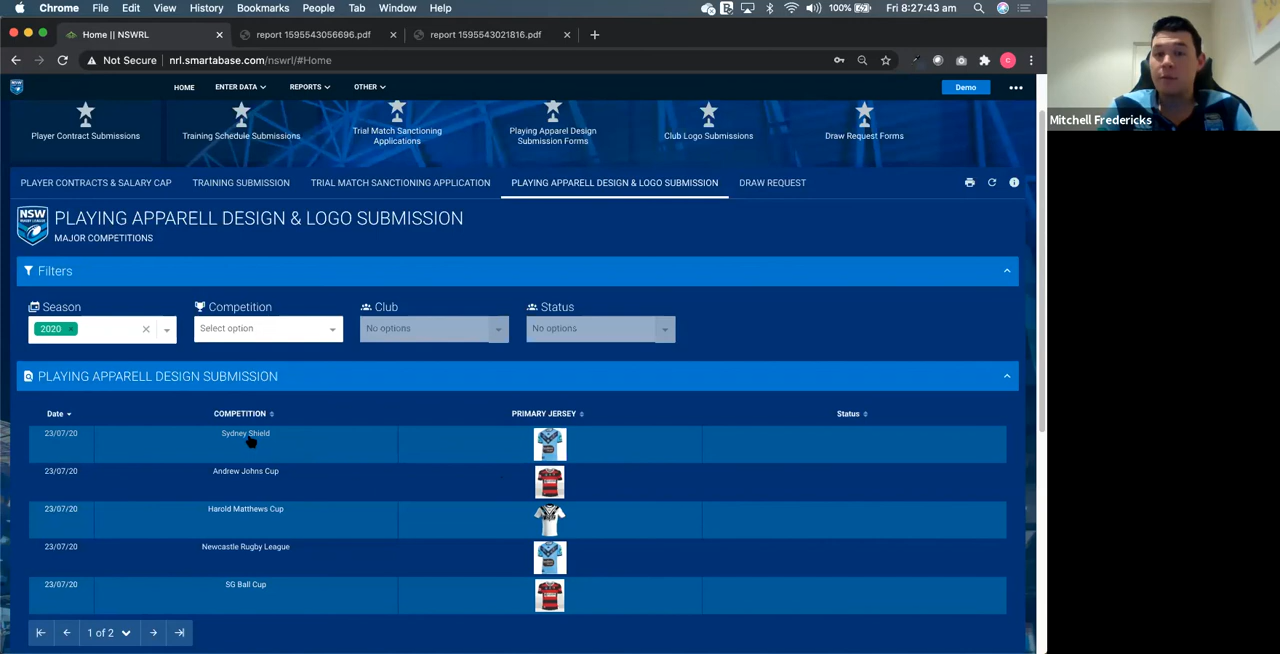 Chrome File Edit View History Bookmarks People Tab Window Help 100% Fri 8:27:43 am
Home || NSWRL report 1595543056696.pdf report 1595543021816.pdf
Not Secure nrl.smartabase.com/nswrl/#Home
HOME ENTER DATA REPORTS OTHER Demo
Player Contract Submissions
Training Schedule Submissions
Trial Match Sanctioning
Applications
Playing Apparel Design
Submission Forms
Club Logo Submissions
Draw Request Forms
Mitchell Fredericks
PLAYER CONTRACTS & SALARY CAP TRAINING SUBMISSION TRIAL MATCH SANCTIONING APPLICATION PLAYING APPAREL DESIGN & LOGO SUBMISSION DRAW REQUEST
NSW
PLAYING APPARELL DESIGN & LOGO SUBMISSION
MAJOR COMPETITIONS
Filters
Season Competition Club Status
2020 Select option No options No options
PLAYING APPARELL DESIGN SUBMISSION
Date COMPETITION PRIMARY JERSEY Status
23/07/20 Sydney Shield
23/07/20 Andrew Johns Cup
23/07/20 Harold Matthews Cup
23/07/20 Newcastle Rugby League
23/07/20 SG Ball Cup
1 of 2